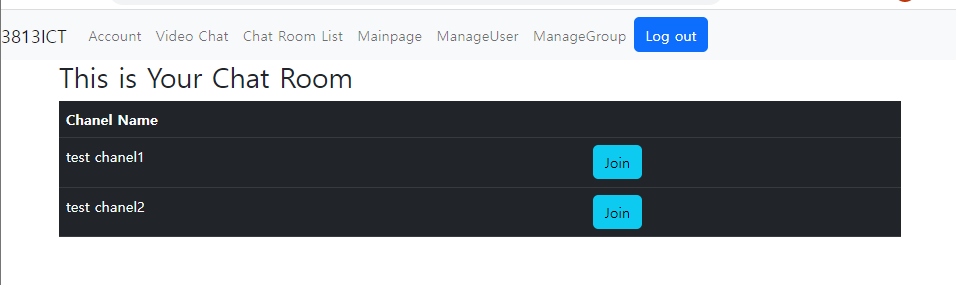 3813ICT Account Video Chat Chat Room List Mainpage ManageUser ManageGroup Log out
This is Your Chat Room
Chanel Name
test chanel1 Join
test chanel2 Join